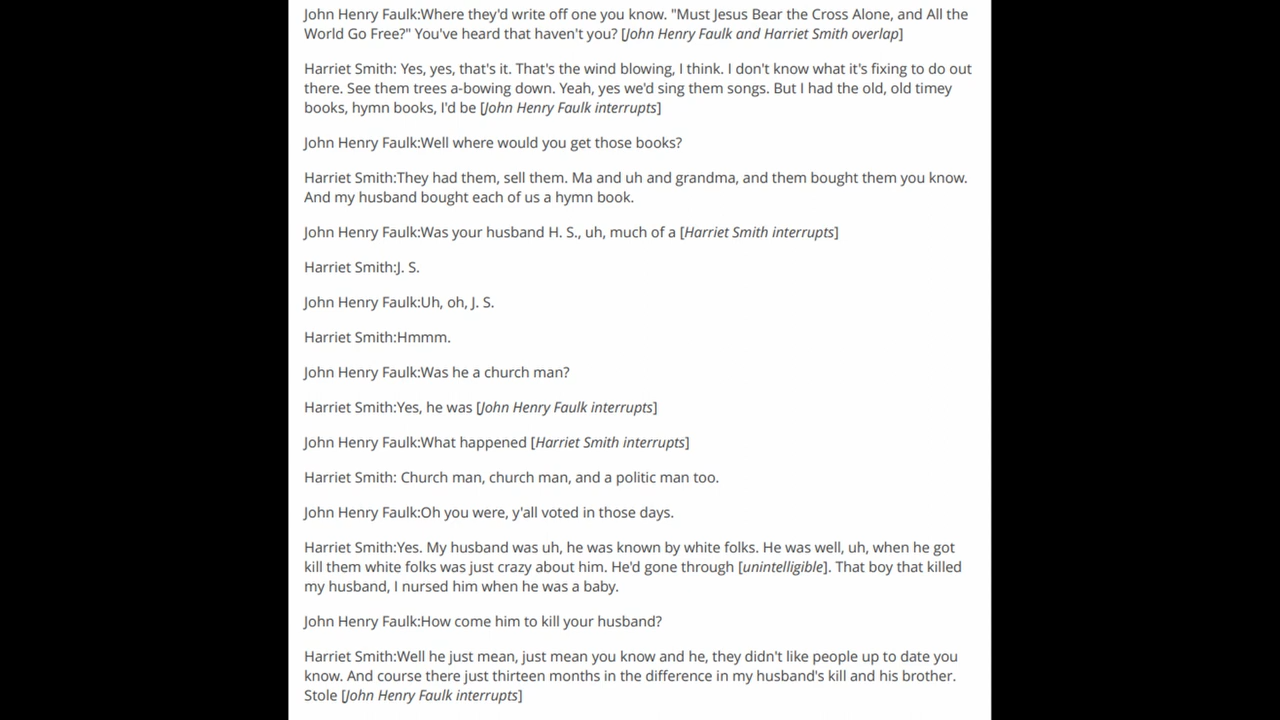 John Henry Faulk:Where they'd write off one you know. "Must Jesus Bear the Cross Alone, and All the
World Go Free?" You've heard that haven't you? [John Henry Faulk and Harriet Smith overlap]
Harriet Smith: Yes, yes, that's it. That's the wind blowing, I think. I don't know what it's fixing to do out
there. See them trees a-bowing down. Yeah, yes we'd sing them songs. But I had the old, old timey
books, hymn books, I'd be [John Henry Faulk interrupts]
John Henry Faulk:Well where would you get those books?
Harriet Smith:They had them, sell them. Ma and uh and grandma, and them bought them you know.
And my husband bought each of us a hymn book.
John Henry Faulk:Was your husband H. S., uh, much of a [Harriet Smith interrupts]
Harriet Smith:J. S.
John Henry Faulk:Uh, oh, J. S.
Harriet Smith:Hmmm.
John Henry Faulk:Was he a church man?
Harriet Smith:Yes, he was [John Henry Faulk interrupts]
John Henry Faulk:What happened [Harriet Smith interrupts]
Harriet Smith: Church man, church man, and a politic man too.
John Henry Faulk:Oh you were, y'all voted in those days.
Harriet Smith:Yes. My husband was uh, he was known by white folks. He was well, uh, when he got
kill them white folks was just crazy about him. He'd gone through [unintelligible]. That boy that killed
my husband, I nursed him when he was a baby.
John Henry Faulk:How come him to kill your husband?
Harriet Smith:Well he just mean, just mean you know and he, they didn't like people up to date you
know. And course there just thirteen months in the difference in my husband's kill and his brother.
Stole [John Henry Faulk interrupts]